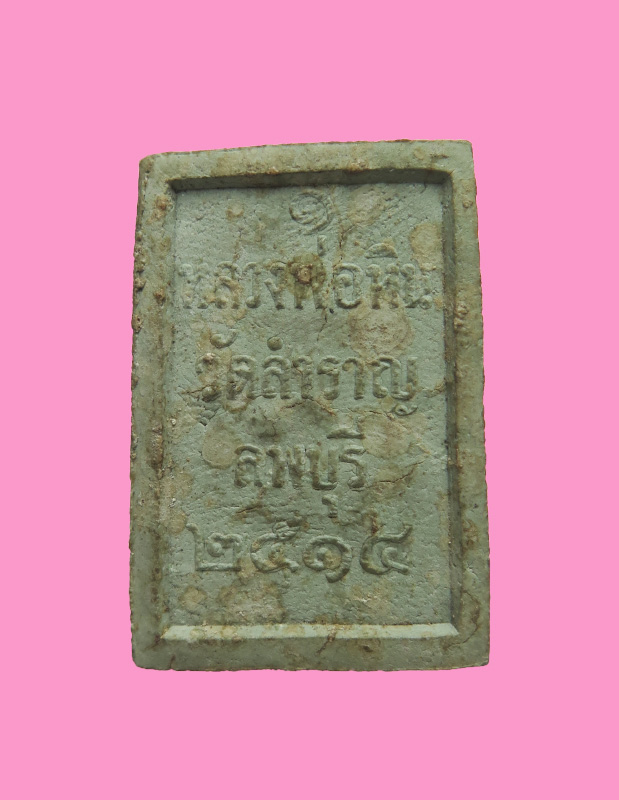 ๑
หลวงพ่อหิน
วัดสำราญ
ลพบุรี
๒๕๑๔